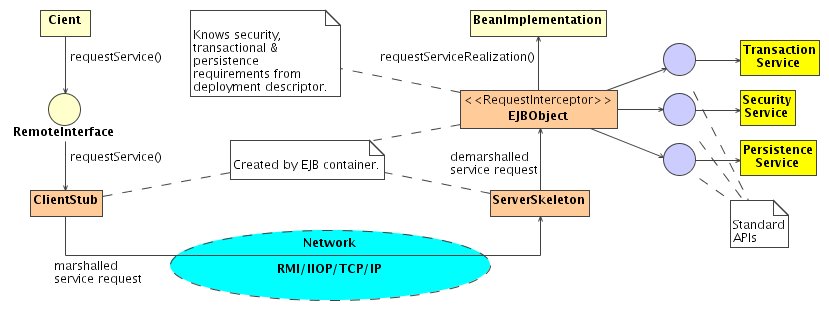 Cient
requestService()
RemoteInterface
requestService()
ClientStub
marshalled
service request
Knows security,
transactional &
persistence
requirements from
deployment descriptor.
Created by EJB container.
Network
RMI/IIOP/TCP/IP
BeanImplementation
requestServiceRealization()
<<RequestInterceptor>>
EJBObject
demarshalled
service request
ServerSkeleton
Transaction
Service
Security
Service
Persistence
Service
Standard
APIs